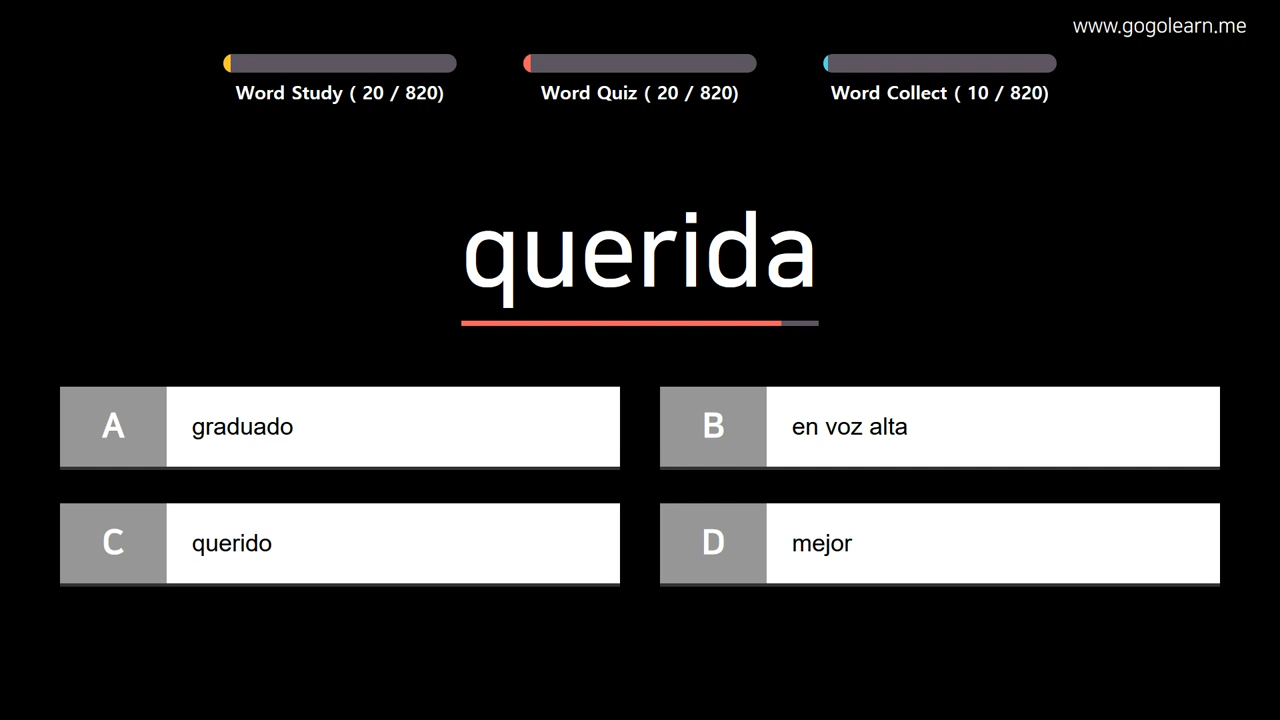 www.gogolearn.me
Word Study ( 20 / 820)
Word Quiz ( 20 / 820)
Word Collect ( 10 / 820)
querida
A
graduado
B
en voz alta
C
querido
D
mejor